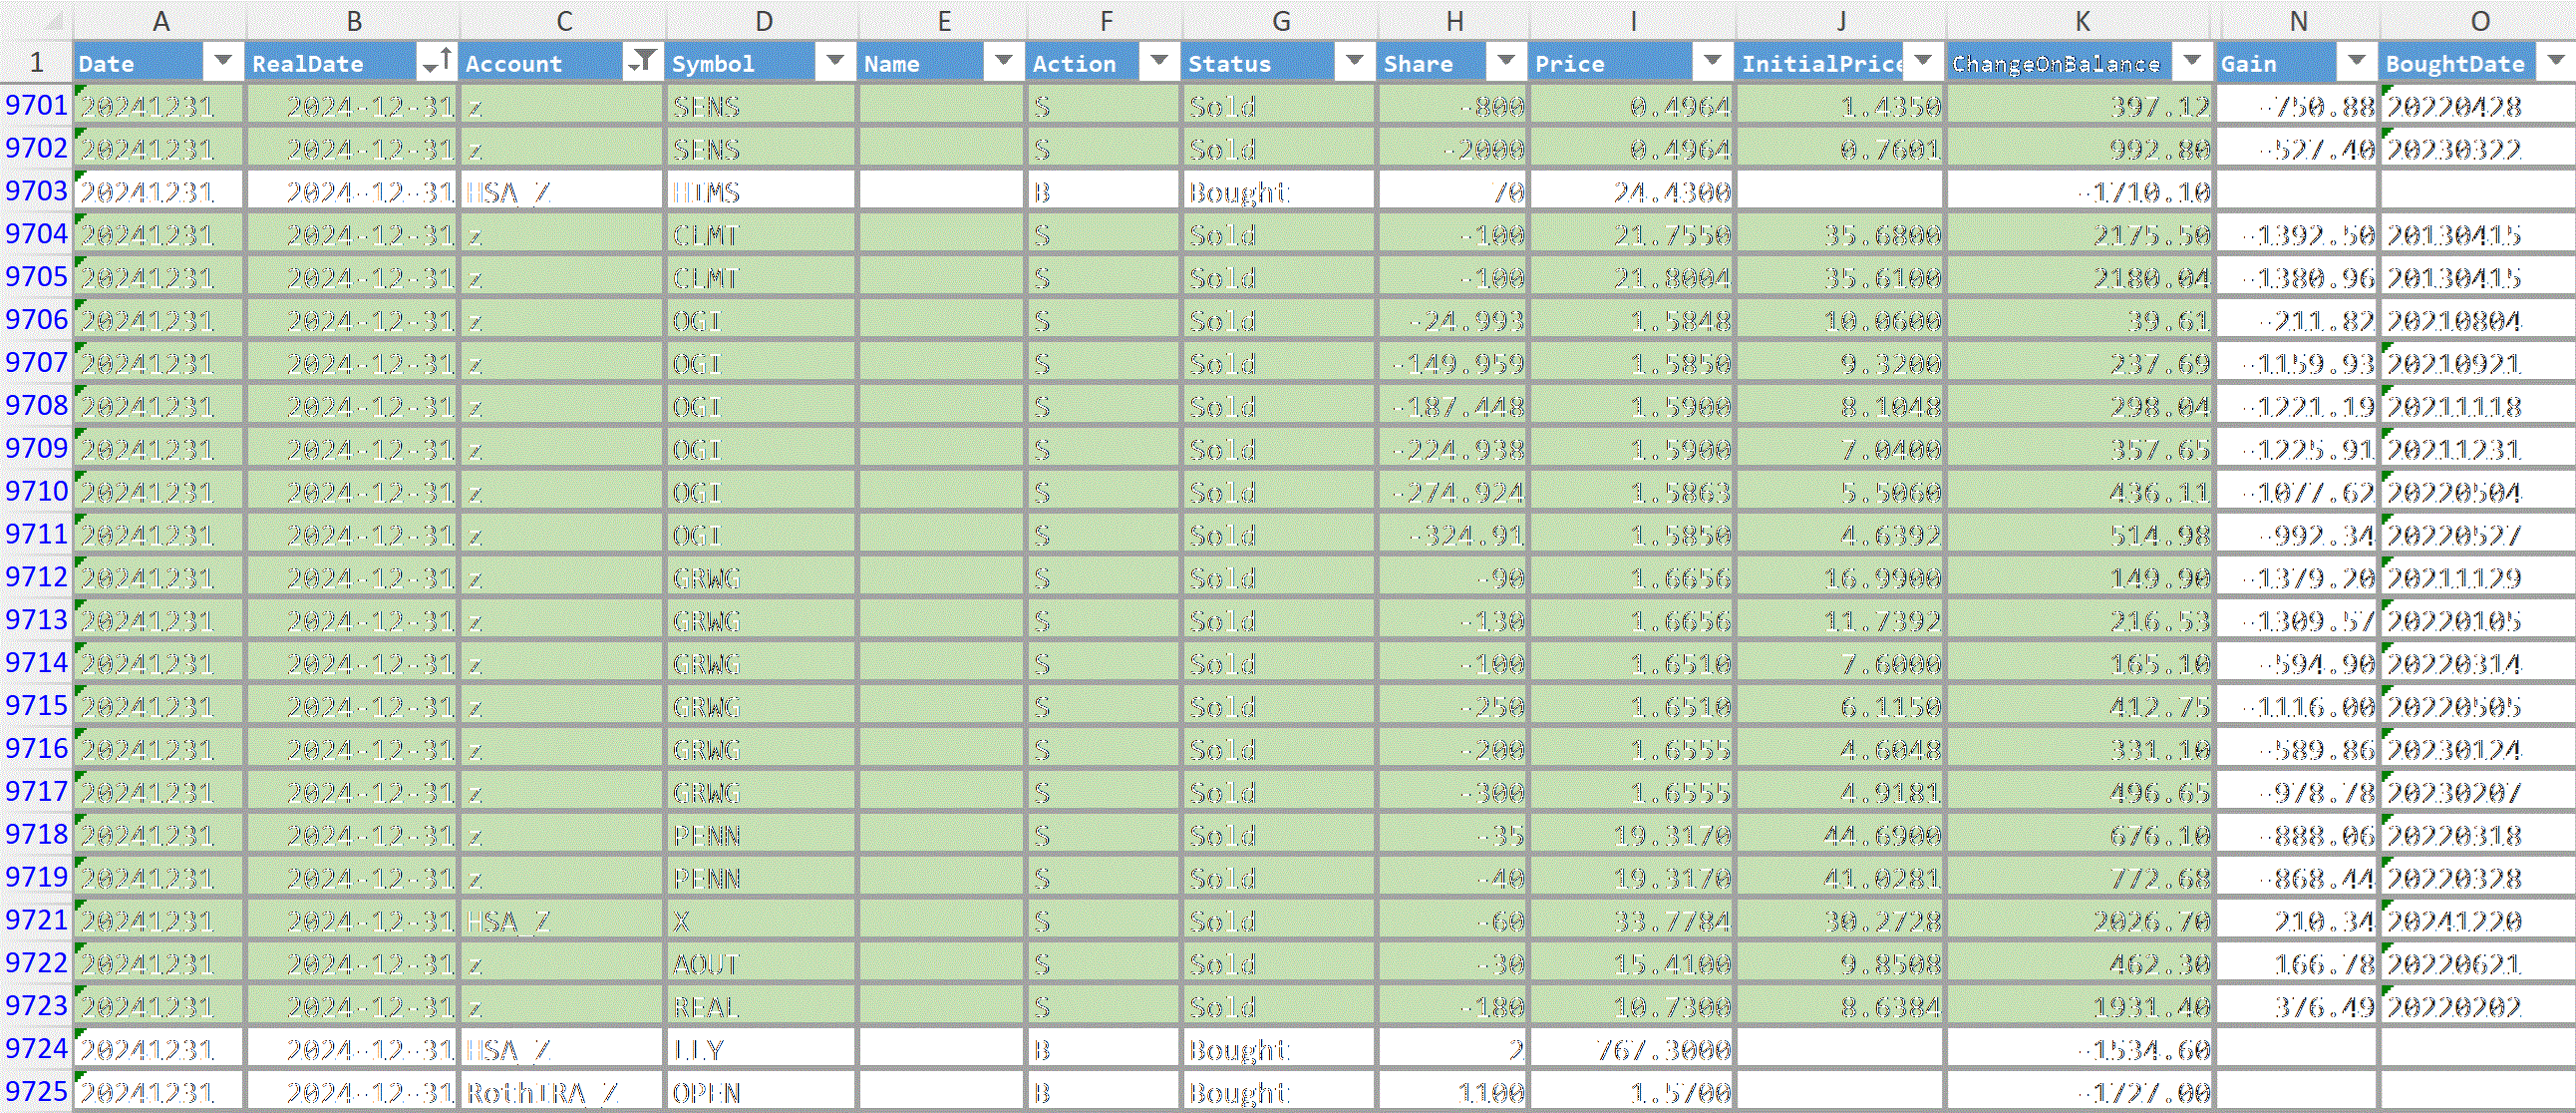 A B C D E F G H I J K N O
1 Date RealDate Account Symbol Name Action Status Share Price InitialPrice ChangeOnBalance Gain BoughtDate
9701 20241231 2024-12-31 z SENS S Sold -800 0.4964 1.4350 397.12 -750.88 20220428
9702 20241231 2024-12-31 z SENS S Sold -2000 0.4964 0.7601 992.80 -527.40 20230322
9703 20241231 2024-12-31 HSA_Z HIMS B Bought 70 24.4300 -1710.10
9704 20241231 2024-12-31 z CLMT S Sold -100 21.7550 35.6800 2175.50 -1392.50 20130415
9705 20241231 2024-12-31 z CLMT S Sold -100 21.8004 35.6100 2180.04 -1380.96 20130415
9706 20241231 2024-12-31 z OGI S Sold -24.993 1.5848 10.0600 39.61 -211.82 20210804
9707 20241231 2024-12-31 z OGI S Sold -149.959 1.5850 9.3200 237.69 -1159.93 20210921
9708 20241231 2024-12-31 z OGI S Sold -187.448 1.5900 8.1048 298.04 -1221.19 20211118
9709 20241231 2024-12-31 z OGI S Sold -224.938 1.5900 7.0400 357.65 -1225.91 20211231
9710 20241231 2024-12-31 z OGI S Sold -274.924 1.5863 5.5060 436.11 -1077.62 20220504
9711 20241231 2024-12-31 z OGI S Sold -324.91 1.5850 4.6392 514.98 -992.34 20220527
9712 20241231 2024-12-31 z GRWG S Sold -90 1.6656 16.9900 149.90 -1379.20 20211129
9713 20241231 2024-12-31 z GRWG S Sold -130 1.6656 11.7392 216.53 -1309.57 20220105
9714 20241231 2024-12-31 z GRWG S Sold -100 1.6510 7.6000 165.10 -594.90 20220314
9715 20241231 2024-12-31 z GRWG S Sold -250 1.6510 6.1150 412.75 -1116.00 20220505
9716 20241231 2024-12-31 z GRWG S Sold -200 1.6555 4.6048 331.10 -589.86 20230124
9717 20241231 2024-12-31 z GRWG S Sold -300 1.6555 4.9181 496.65 -978.78 20230207
9718 20241231 2024-12-31 z PENN S Sold -35 19.3170 44.6900 676.10 -888.06 20220318
9719 20241231 2024-12-31 z PENN S Sold -40 19.3170 41.0281 772.68 -868.44 20220328
9721 20241231 2024-12-31 HSA_Z X S Sold -60 33.7784 30.2728 2026.70 210.34 20241220
9722 20241231 2024-12-31 z AOUT S Sold -30 15.4100 9.8508 462.30 166.78 20220621
9723 20241231 2024-12-31 z REAL S Sold -180 10.7300 8.6384 1931.40 376.49 20220202
9724 20241231 2024-12-31 HSA_Z LLY B Bought 2 767.3000 -1534.60
9725 20241231 2024-12-31 RothIRA_Z OPEN B Bought 1100 1.5700 -1727.00